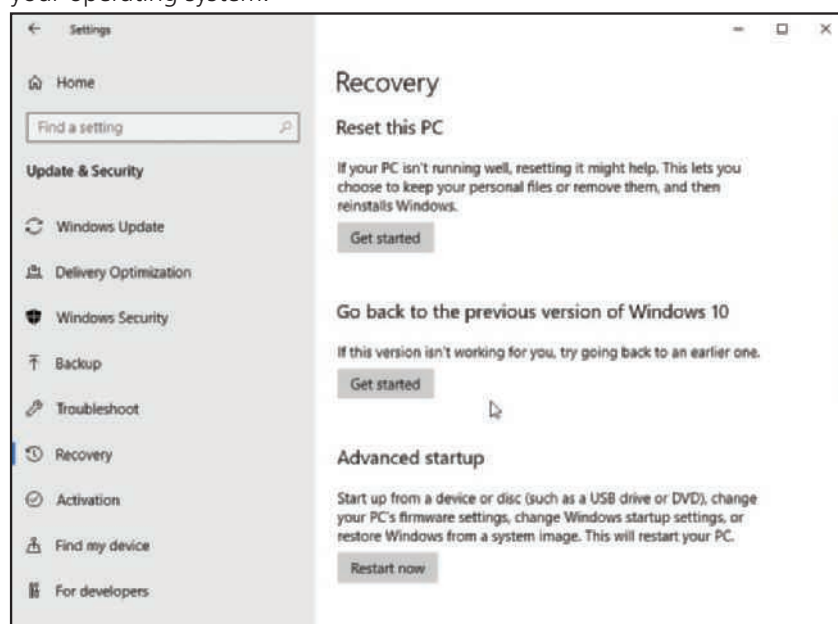 your operating system.
Settings
Home
Find a setting
Update & Security
Windows Update
Delivery Optimization
Windows Security
Backup
Troubleshoot
Recovery
Activation
Find my device
For developers
Recovery
Reset this PC
If your PC isn't running well, resetting it might help. This lets you
choose to keep your personal files or remove them, and then
reinstalls Windows.
Get started
Go back to the previous version of Windows 10
If this version isn't working for you, try going back to an earlier one.
Get started
Advanced startup
Start up from a device or disc (such as a USB drive or DVD), change
your PC's firmware settings, change Windows startup settings, or
restore Windows from a system image. This will restart your PC.
Restart now